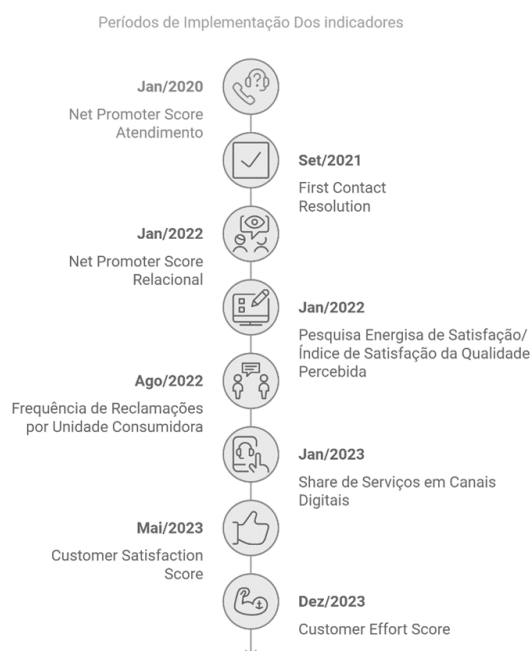 Períodos de Implementação Dos indicadores
Jan/2020
Net Promoter Score
Atendimento
Set/2021
First Contact
Resolution
Jan/2022
Net Promoter Score
Relacional
Jan/2022
Pesquisa Energisa de Satisfação/
Índice de Satisfação da Qualidade
Percebida
Ago/2022
Frequência de Reclamações
por Unidade Consumidora
Jan/2023
Share de Serviços em Canais
Digitais
Mai/2023
Customer Satisfaction
Score
Dez/2023
Customer Effort Score